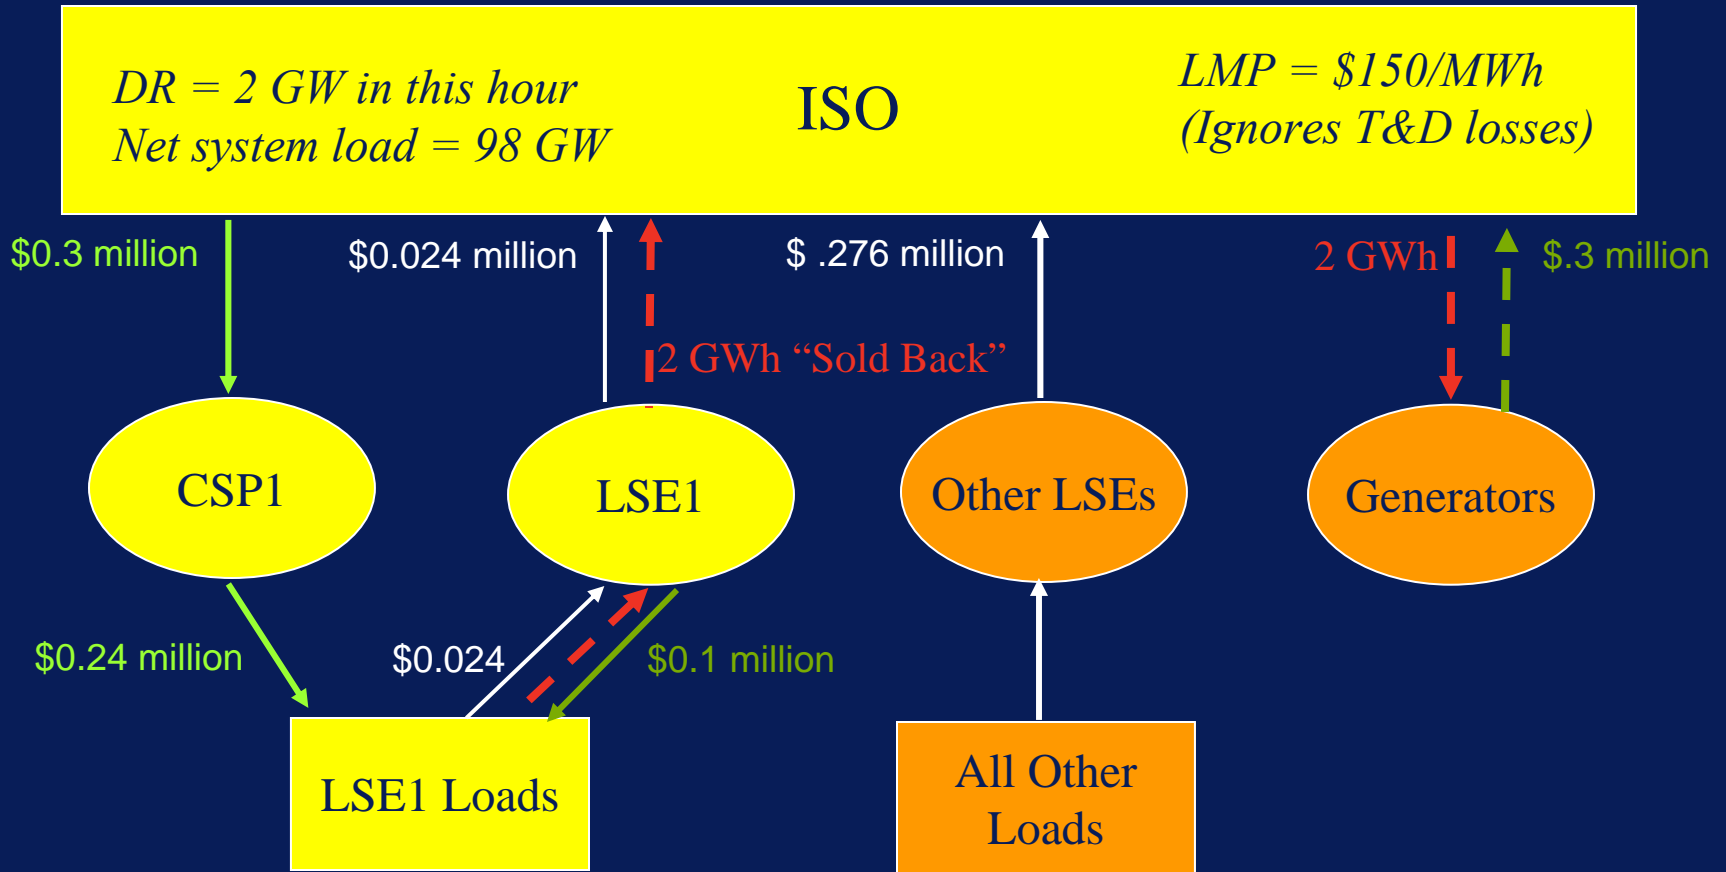 DR = 2 GW in this hour
Net system load = 98 GW
ISO
LMP = $150/MWh
(Ignores T&D losses)
$0.3 million
$0.024 million
$ .276 million
2 GWh
$.3 million
2 GWh “Sold Back”
CSP1
LSE1
Other LSEs
Generators
$0.24 million
$0.024
$0.1 million
LSE1 Loads
All Other
Loads